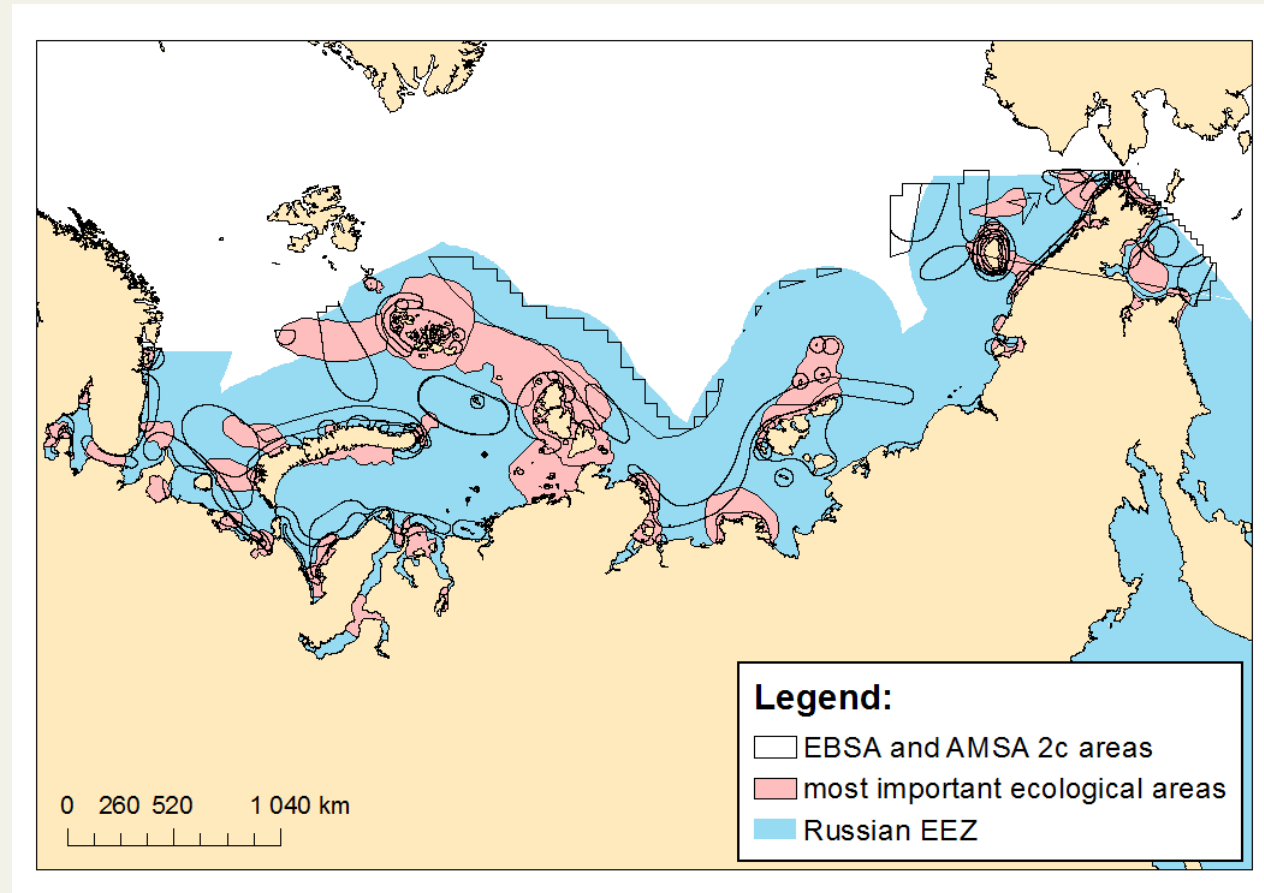 Legend:
EBSA and AMSA 2c areas
most important ecological areas
Russian EEZ
0 260 520 1 040 km